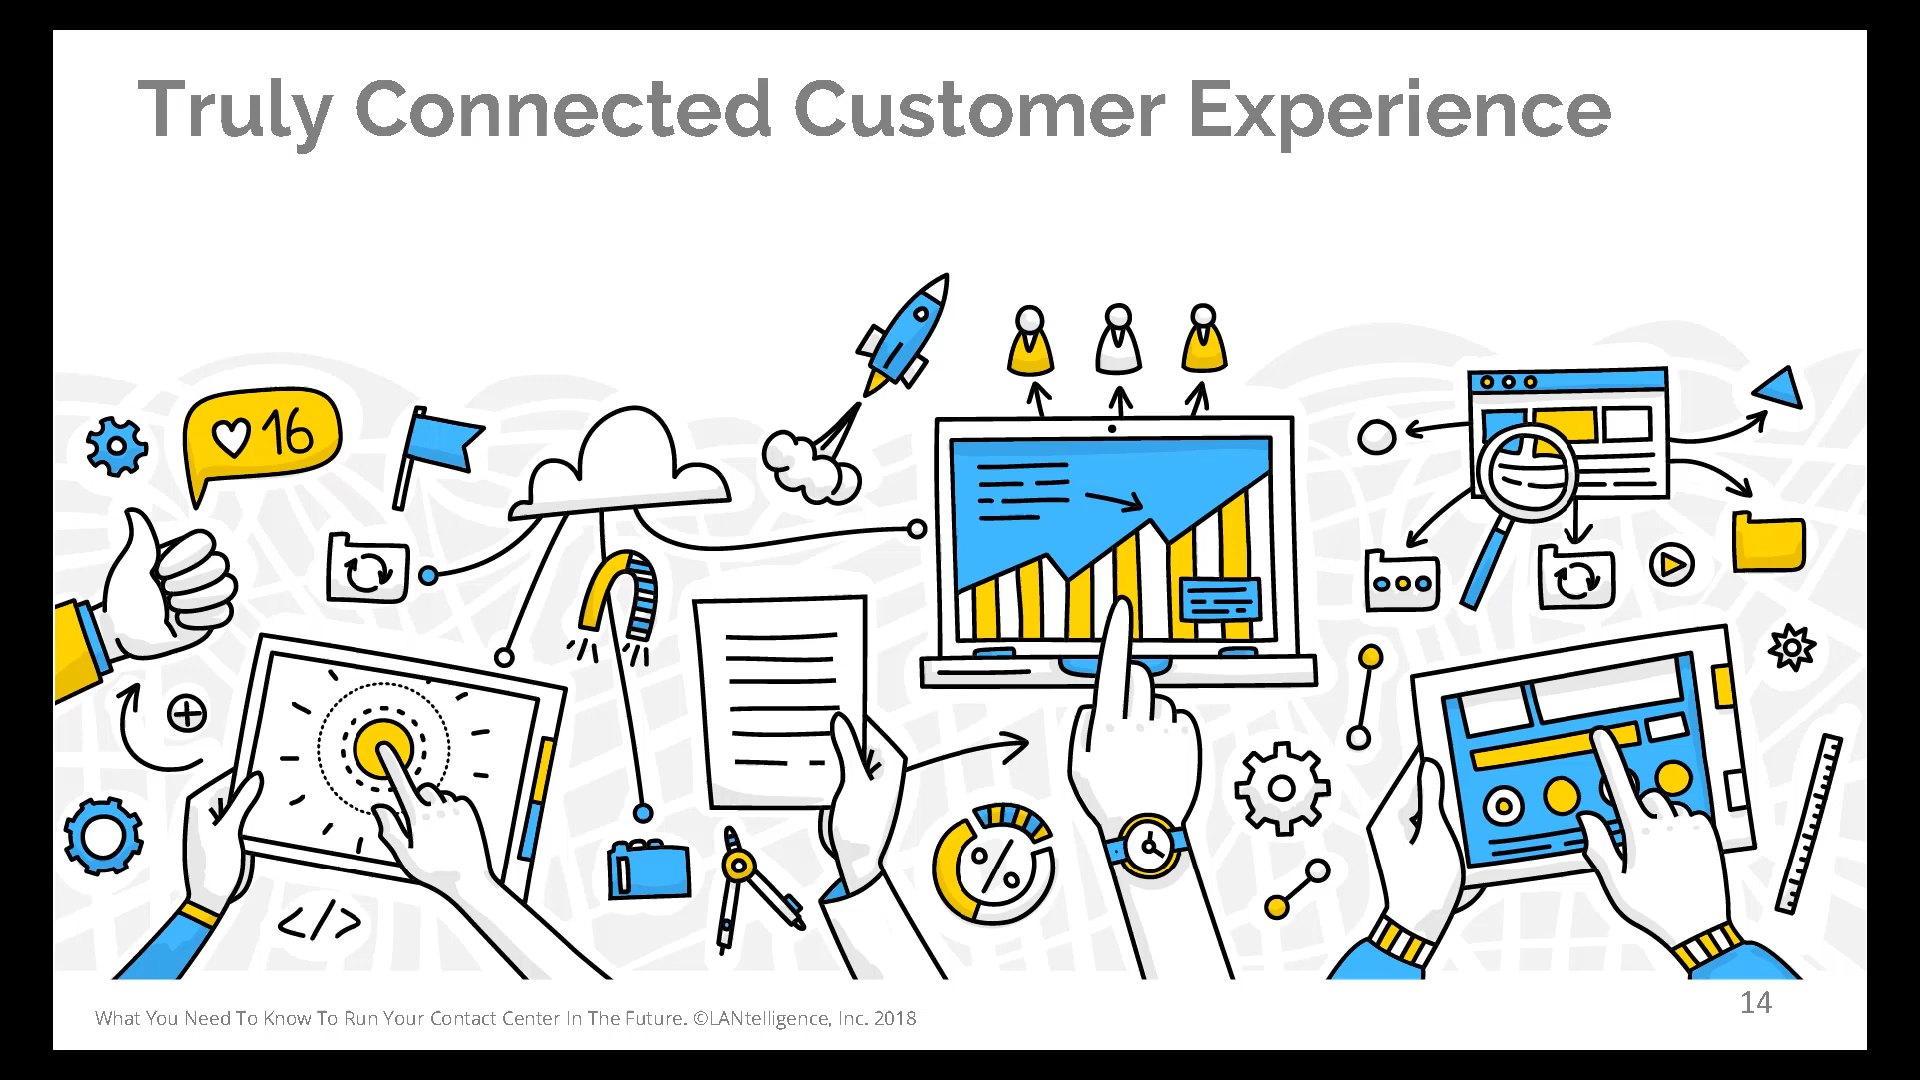 Truly Connected Customer Experience
16
%
</>
14
What You Need To Know To Run Your Contact Center In The Future. ©LANtelligence, Inc. 2018